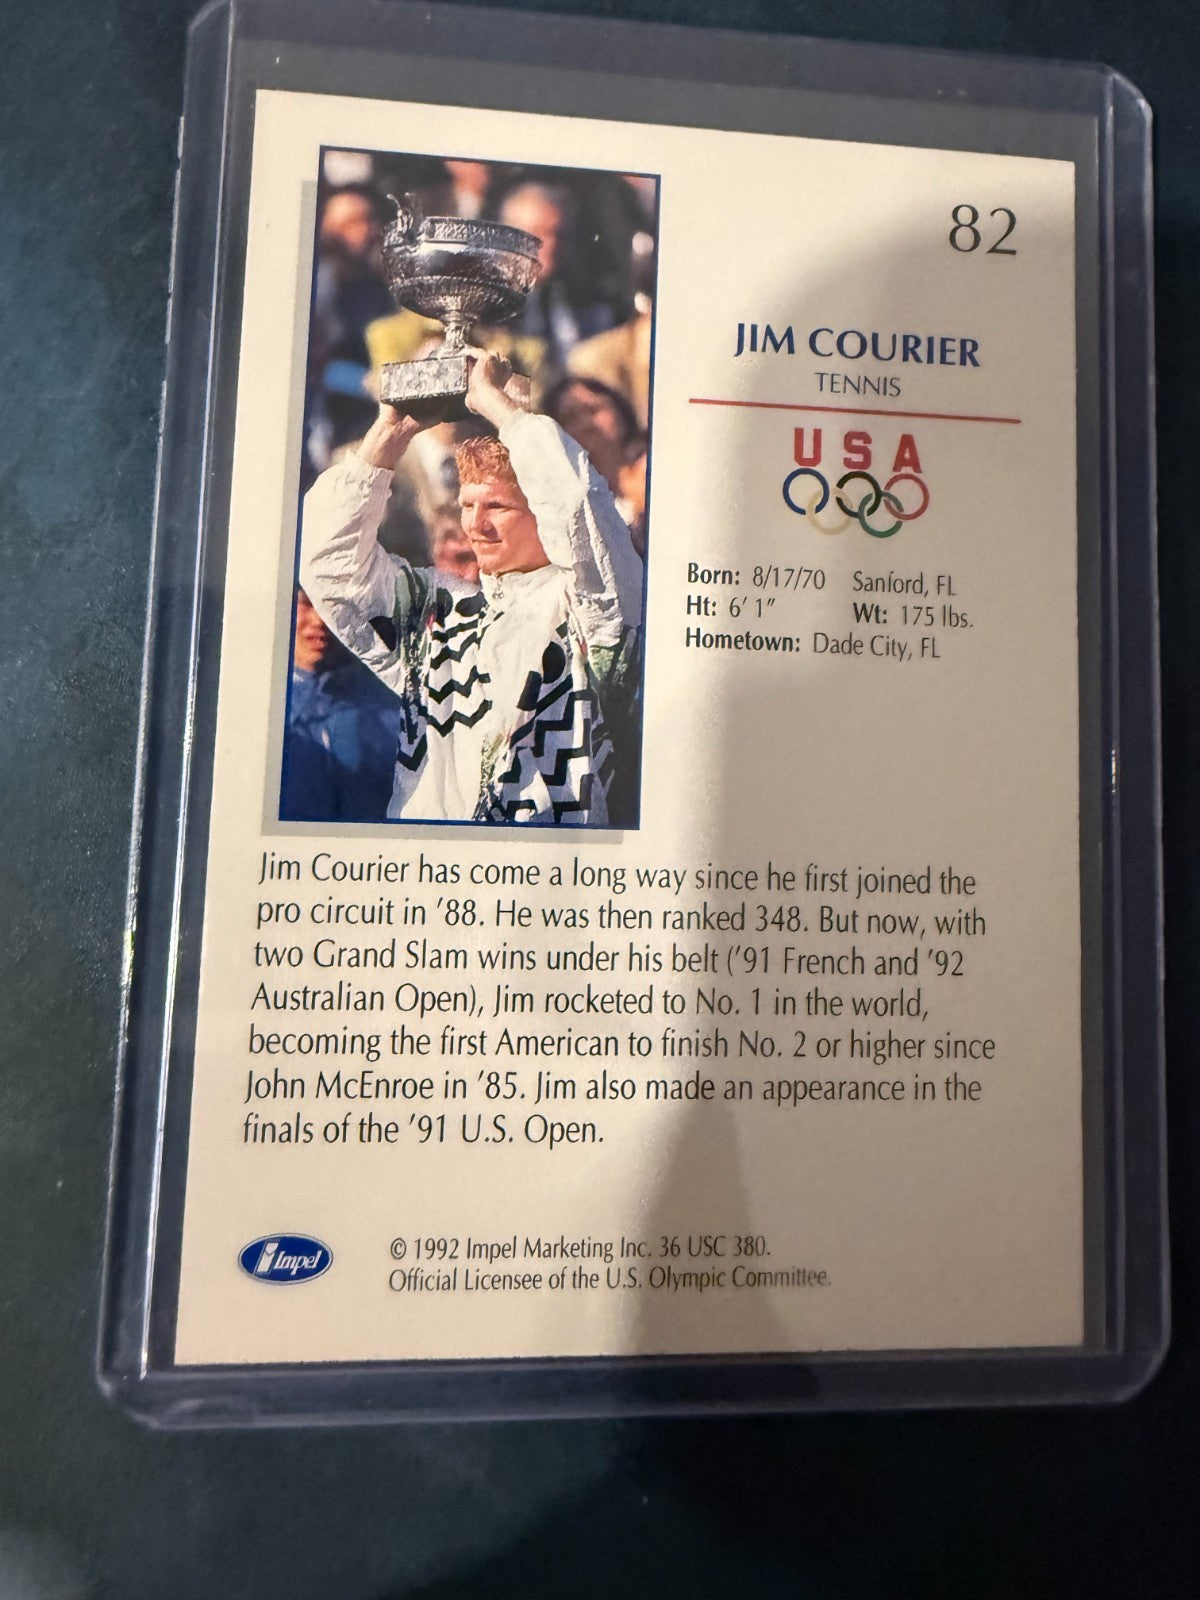 82
JIM COURIER
TENNIS
USA
Born: 8/17/70 Sanford, FL
Ht: 6' 1" Wt: 175 lbs.
Hometown: Dade City, FL
Jim Courier has come a long way since he first joined the
pro circuit in '88. He was then ranked 348. But now, with
two Grand Slam wins under his belt ('91 French and '92
Australian Open), Jim rocketed to No. 1 in the world,
becoming the first American to finish No. 2 or higher since
John McEnroe in '85. Jim also made an appearance in the
finals of the '91 U.S. Open.
Impel
© 1992 Impel Marketing Inc. 36 USC 380.
Official Licensee of the U.S. Olympic Committee.